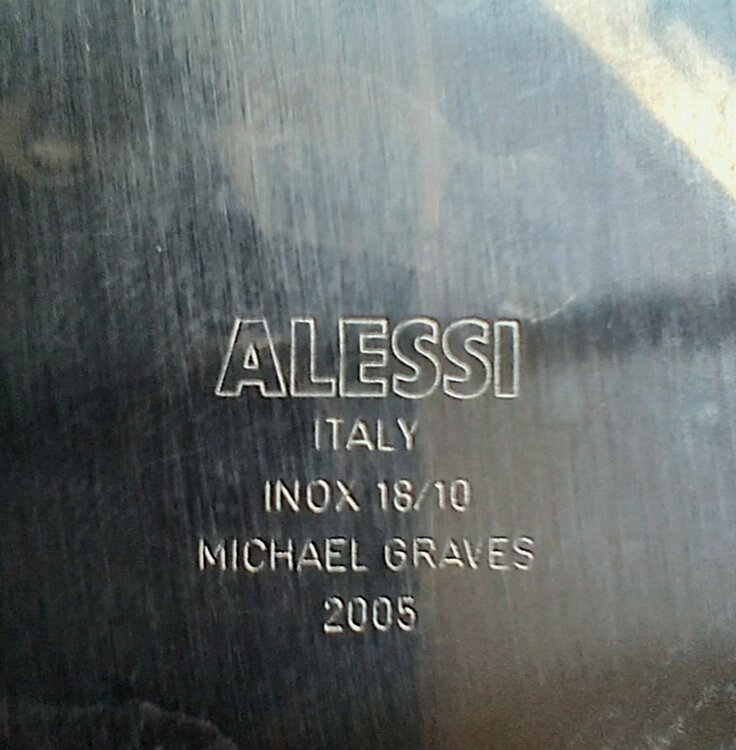 ALESSI
ITALY
INOX 18/10
MICHAEL GRAVES
2005